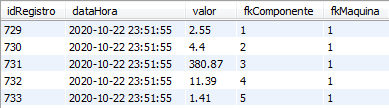 idRegistro dataHora valor fkComponente fkMaquina
729 2020-10-22 23:51:55 2.55 1 1
730 2020-10-22 23:51:55 4.4 2 1
731 2020-10-22 23:51:55 380.87 3 1
732 2020-10-22 23:51:55 11.39 4 1
733 2020-10-22 23:51:55 1.41 5 1